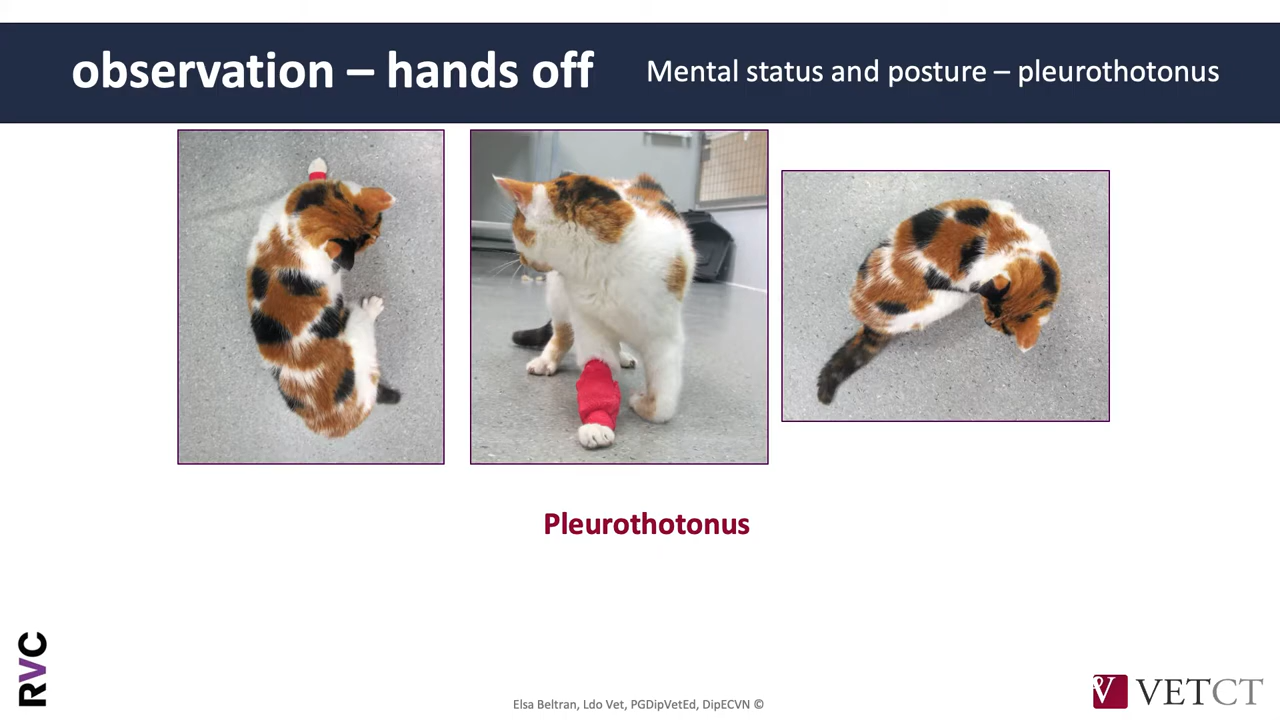 observation – hands off
Mental status and posture – pleurothotonus
Pleurothotonus
RVC
Elsa Beltran, Ldo Vet, PGDipVetEd, DipECVN ©
V VETCT